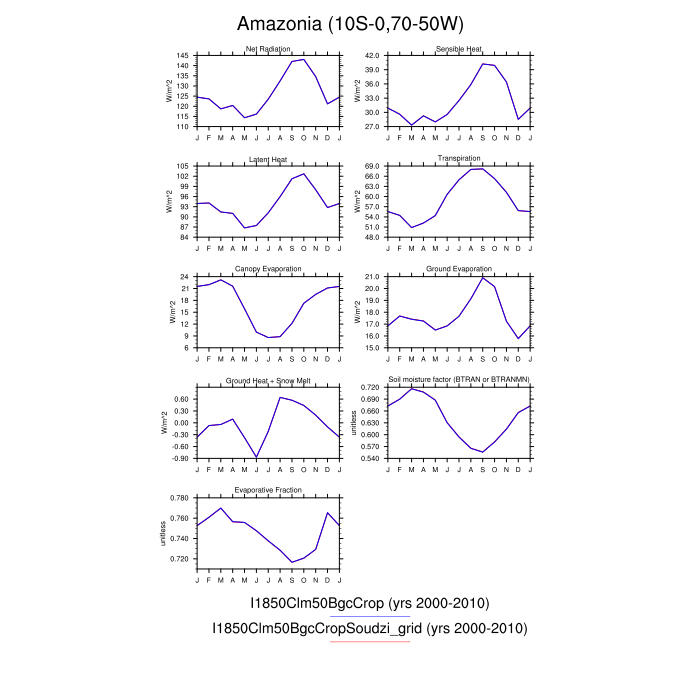 Amazonia (10S-0,70-50W)
Net Radiation
W/m^2
145
140
135
130
125
120
115
110
J F M A M J J A S O N D J
Sensible Heat
W/m^2
42.0
39.0
36.0
33.0
30.0
27.0
J F M A M J J A S O N D J
Latent Heat
W/m^2
105
102
99
96
93
90
87
84
J F M A M J J A S O N D J
Transpiration
W/m^2
69.0
66.0
63.0
60.0
57.0
54.0
51.0
48.0
J F M A M J J A S O N D J
Canopy Evaporation
W/m^2
24
21
18
15
12
9
6
J F M A M J J A S O N D J
Ground Evaporation
W/m^2
21.0
20.0
19.0
18.0
17.0
16.0
15.0
J F M A M J J A S O N D J
Ground Heat + Snow Melt
W/m^2
0.60
0.30
0.00
-0.30
-0.60
-0.90
J F M A M J J A S O N D J
Soil moisture factor (BTRAN or BTRANMN)
unitless
0.720
0.690
0.660
0.630
0.600
0.570
0.540
J F M A M J J A S O N D J
Evaporative Fraction
unitless
0.780
0.760
0.740
0.720
J F M A M J J A S O N D J
I1850Clm50BgcCrop (yrs 2000-2010)
I1850Clm50BgcCropSoudzi_grid (yrs 2000-2010)